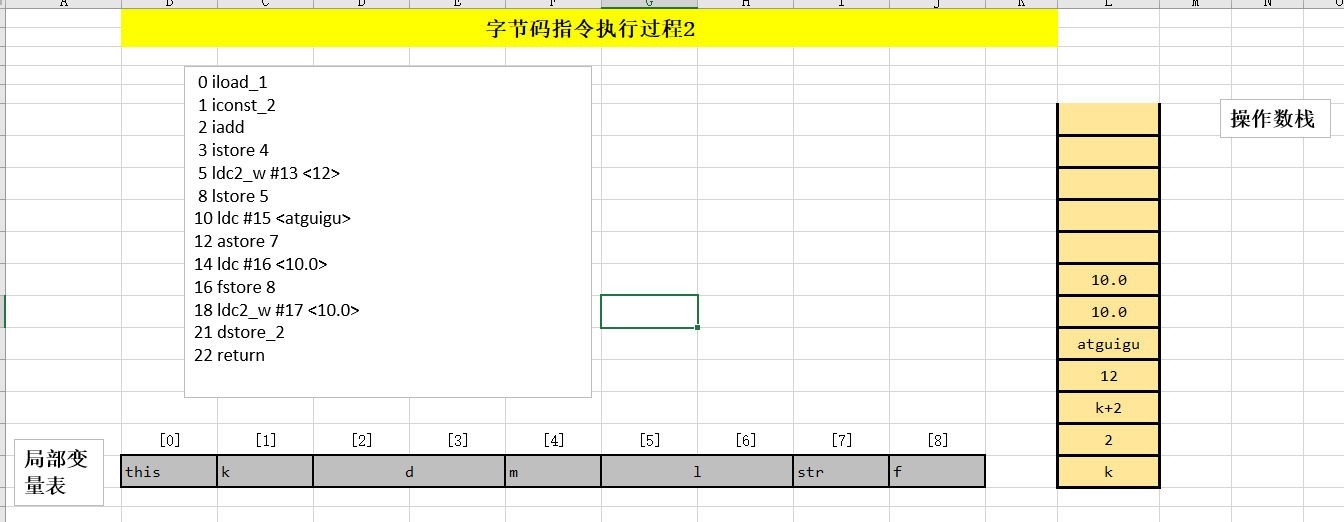 A B C D E F G H I J K L M N O
字节码指令执行过程2
0 iload_1
1 iconst_2
2 iadd
3 istore 4
5 ldc2_w #13 <12>
8 lstore 5
10 ldc #15 <atguigu>
12 astore 7
14 ldc #16 <10.0>
16 fstore 8
18 ldc2_w #17 <10.0>
21 dstore_2
22 return
操作数栈
10.0
10.0
atguigu
12
k+2
2
k
[0] [1] [2] [3] [4] [5] [6] [7] [8]
局部变
量表
this k d m l str f